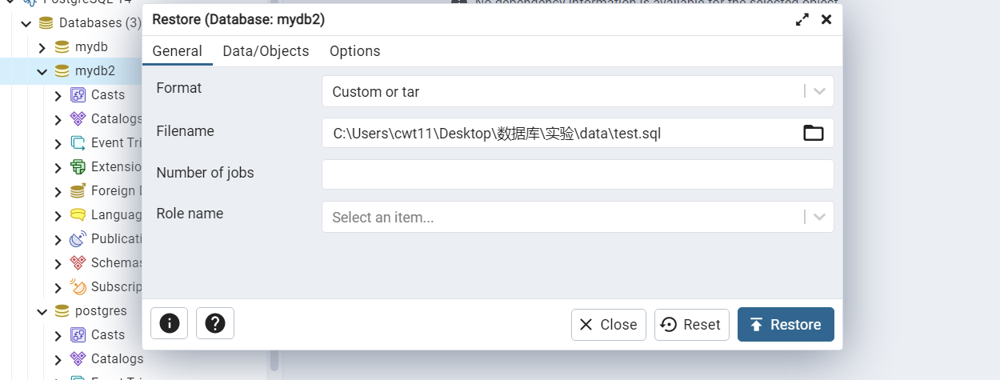 PostgreSQL 14
No dependency information is available for the selected object.
Databases (3)
mydb
mydb2
Casts
Catalogs
Event Tri
Extensio
Foreign D
Languag
Publicati
Schemas
Subscrip
postgres
Casts
Catalogs
Restore (Database: mydb2)
General Data/Objects Options
Format Custom or tar
Filename C:\Users\cwt11\Desktop\数据库\实验\data\test.sql
Number of jobs
Role name Select an item...
Close Reset Restore